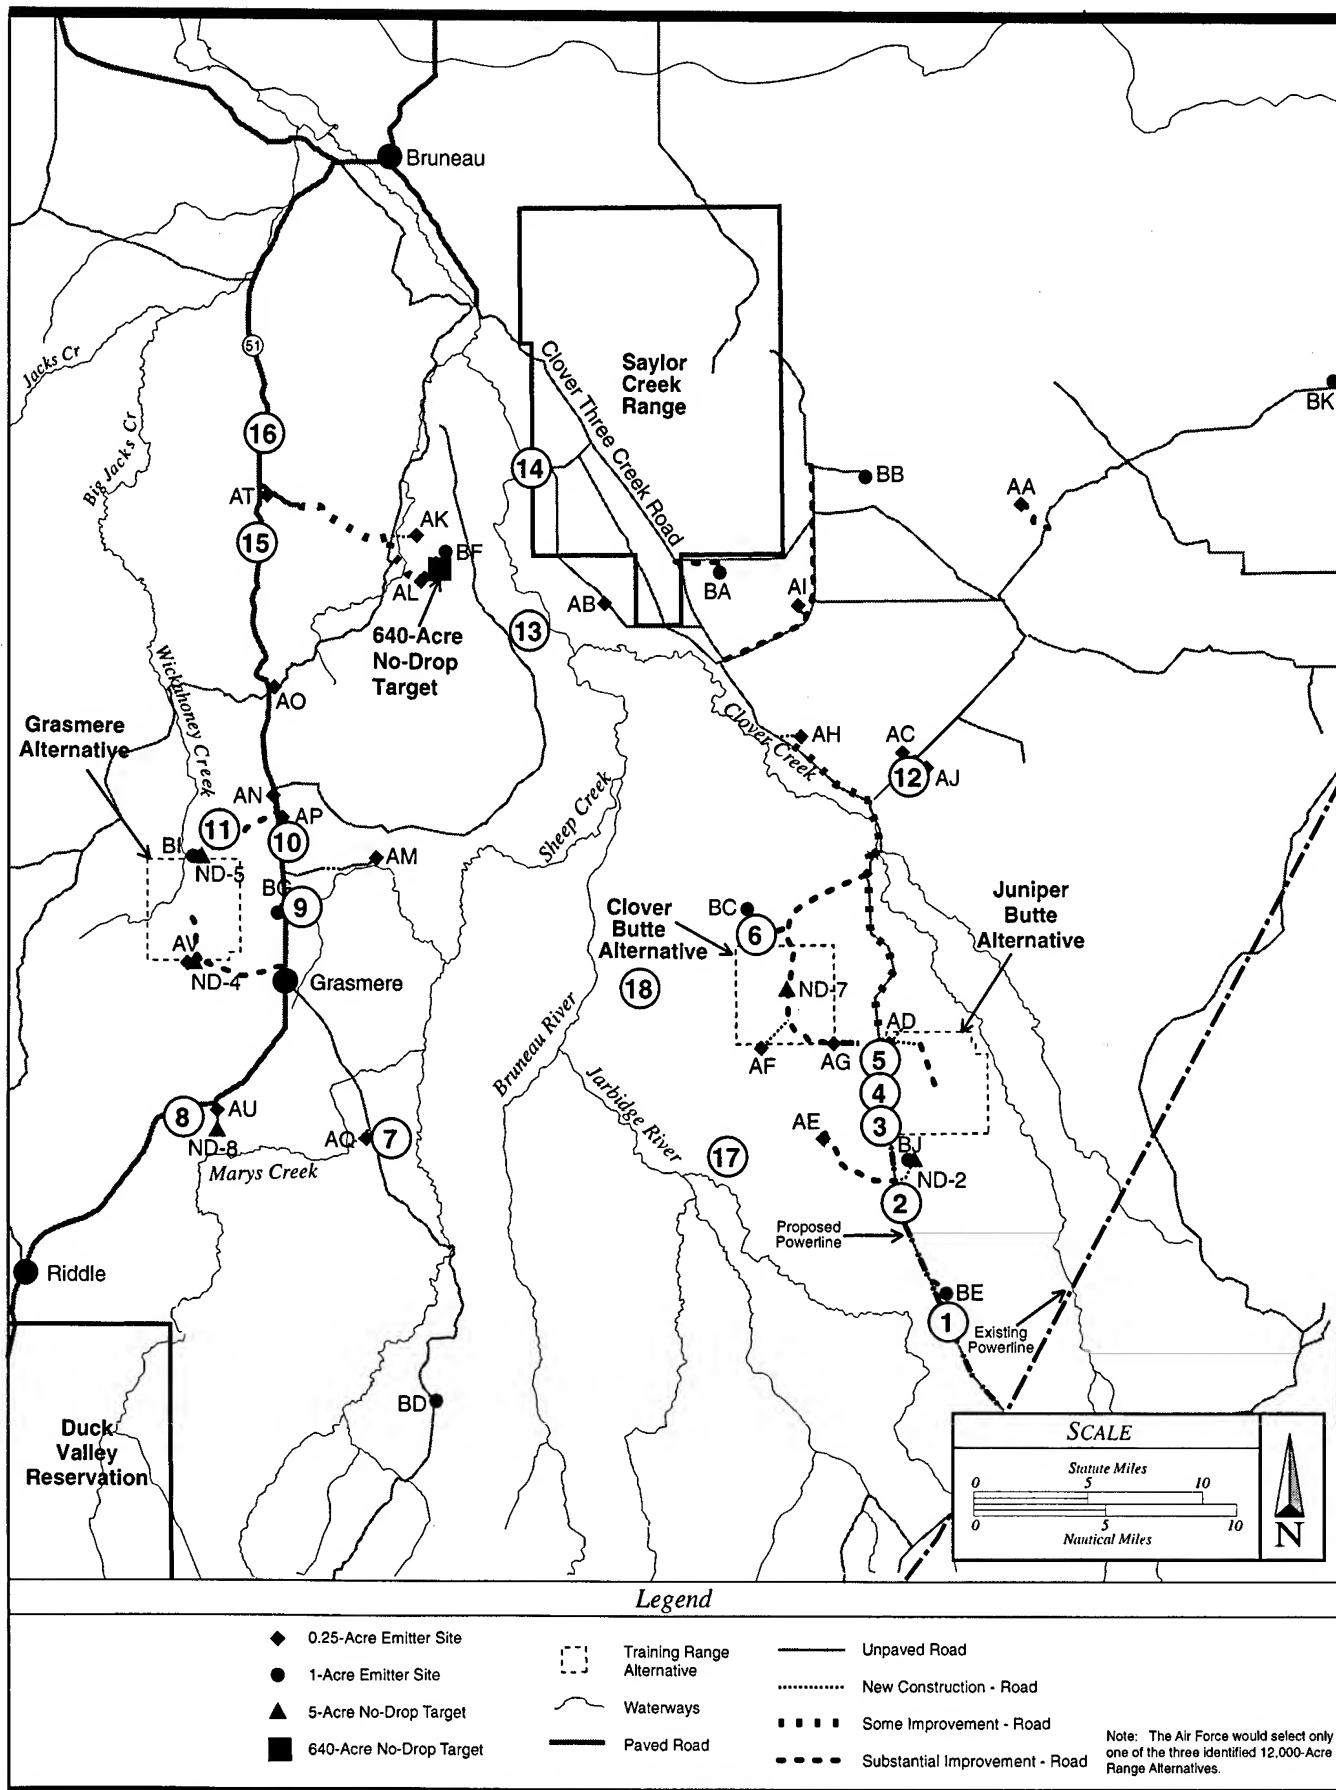 Bruneau
Saylor
Creek
Range
Clover Three Creek Road
Jacks Cr
51
16
Big Jacks Cr
14
BK
BB
AA
AT
15
AK
BF
AL
BA
AI
AB
640-Acre
No-Drop
Target
13
Wickahoney Creek
AO
Grasmere
Alternative
Clover Creek
AH
AC
AJ
12
AN
AP
11
10
Sheep Creek
BI
ND-5
AM
BG
9
Clover
Butte
Alternative
BC
6
Juniper
Butte
Alternative
AV
ND-4
Grasmere
18
ND-7
AD
AF
AG
5
4
3
Bruneau River
Jarbidge River
8
AU
ND-8
AQ
7
Marys Creek
AE
17
BJ
ND-2
2
Proposed
Powerline
Riddle
BE
1
Existing
Powerline
BD
Duck
Valley
Reservation
SCALE
Statute Miles
0 5 10
0 5 10
Nautical Miles
N
Legend
0.25-Acre Emitter Site
1-Acre Emitter Site
5-Acre No-Drop Target
640-Acre No-Drop Target
Training Range
Alternative
Waterways
Paved Road
Unpaved Road
New Construction - Road
Some Improvement - Road
Substantial Improvement - Road
Note: The Air Force would select only
one of the three identified 12,000-Acre
Range Alternatives.